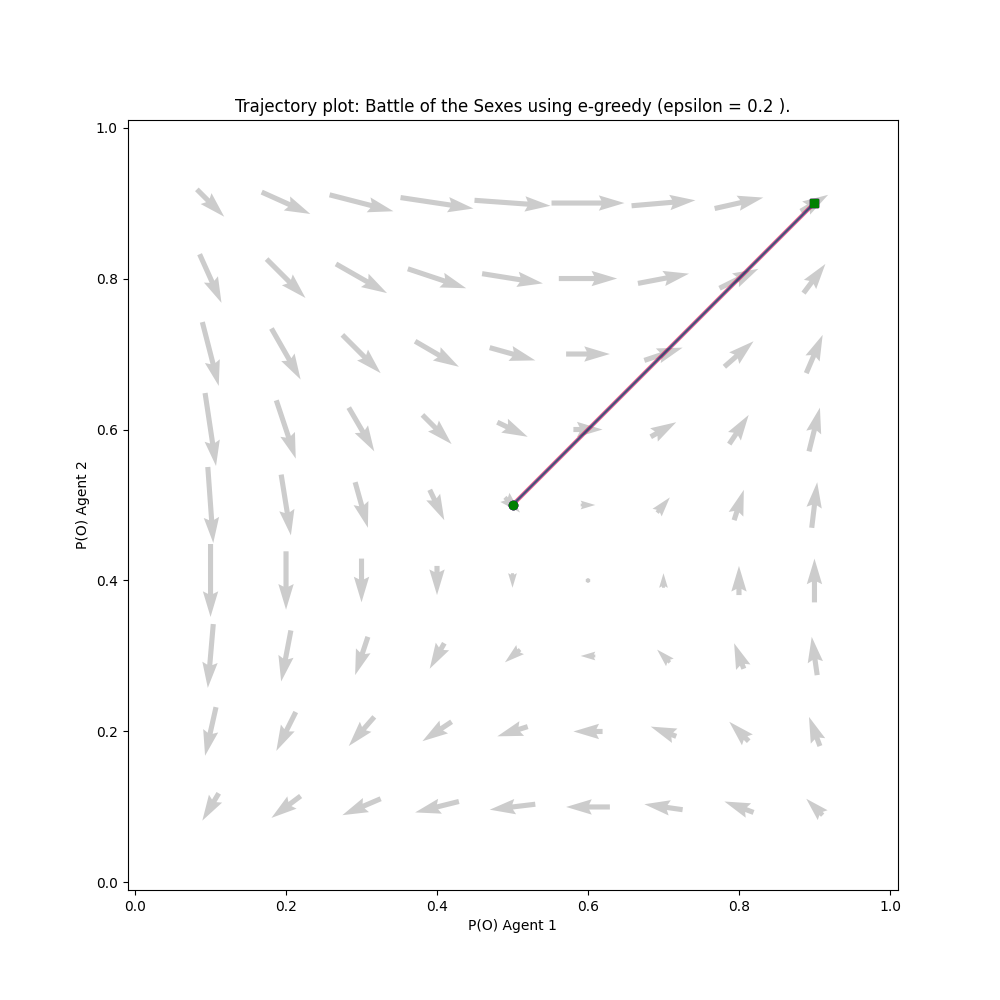 Trajectory plot: Battle of the Sexes using e-greedy (epsilon = 0.2 ).
1.0
0.8
0.6
0.4
0.2
0.0
P(O) Agent 2
0.0 0.2 0.4 0.6 0.8 1.0
P(O) Agent 1